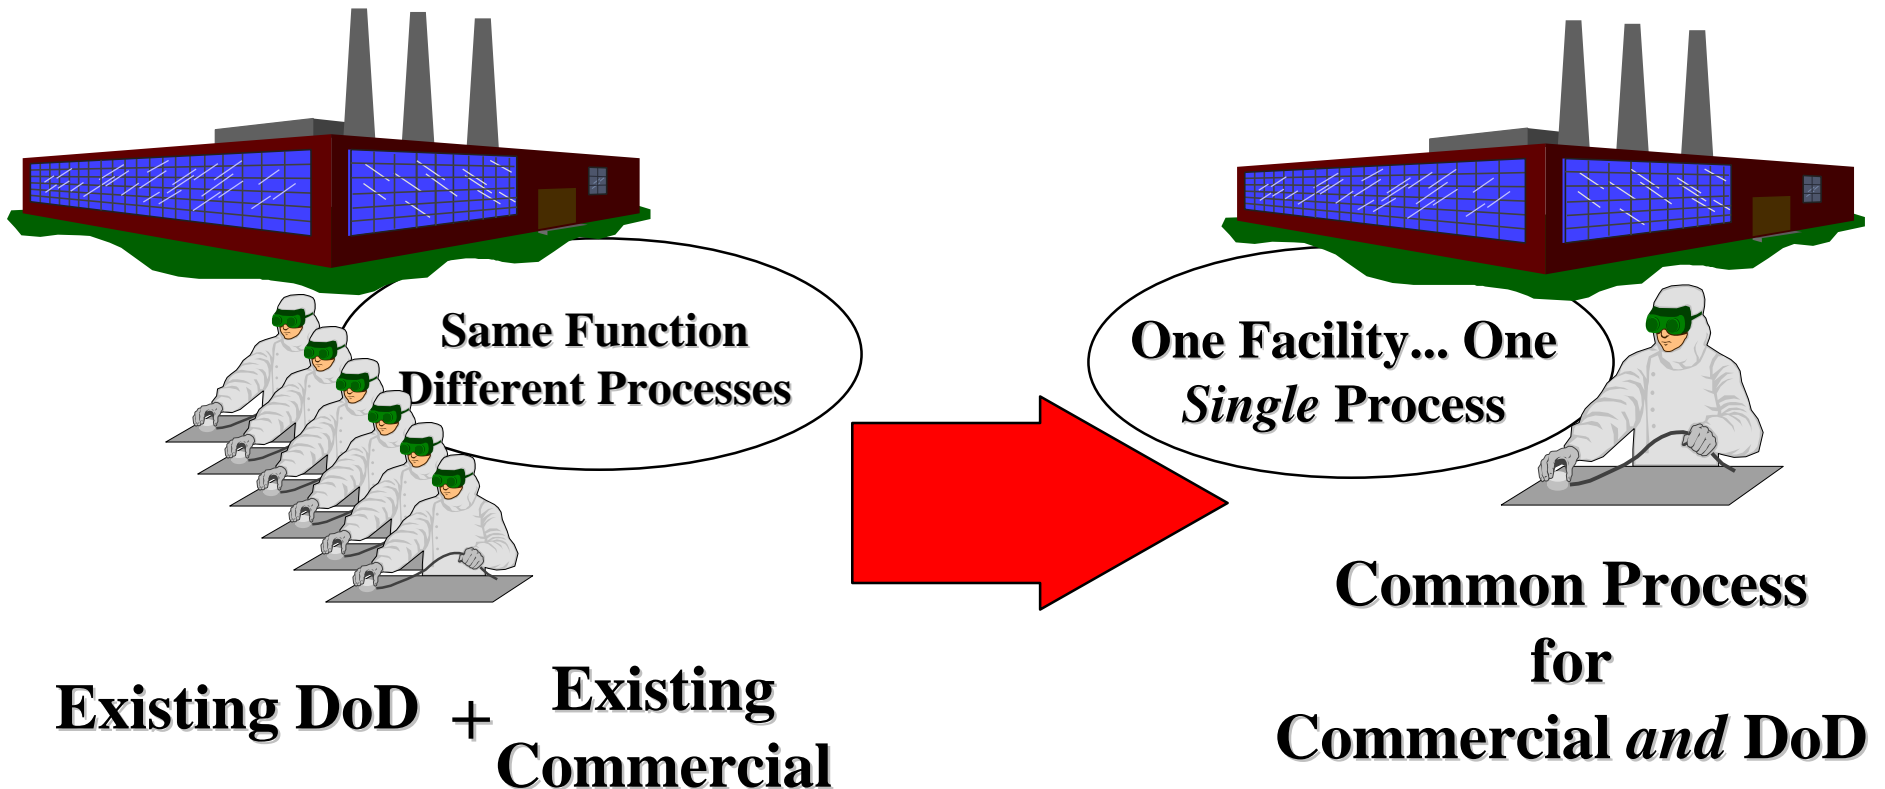 Same Function
Different Processes
One Facility... One
Single Process
Existing DoD + Existing
Commercial
Common Process
for
Commercial and DoD